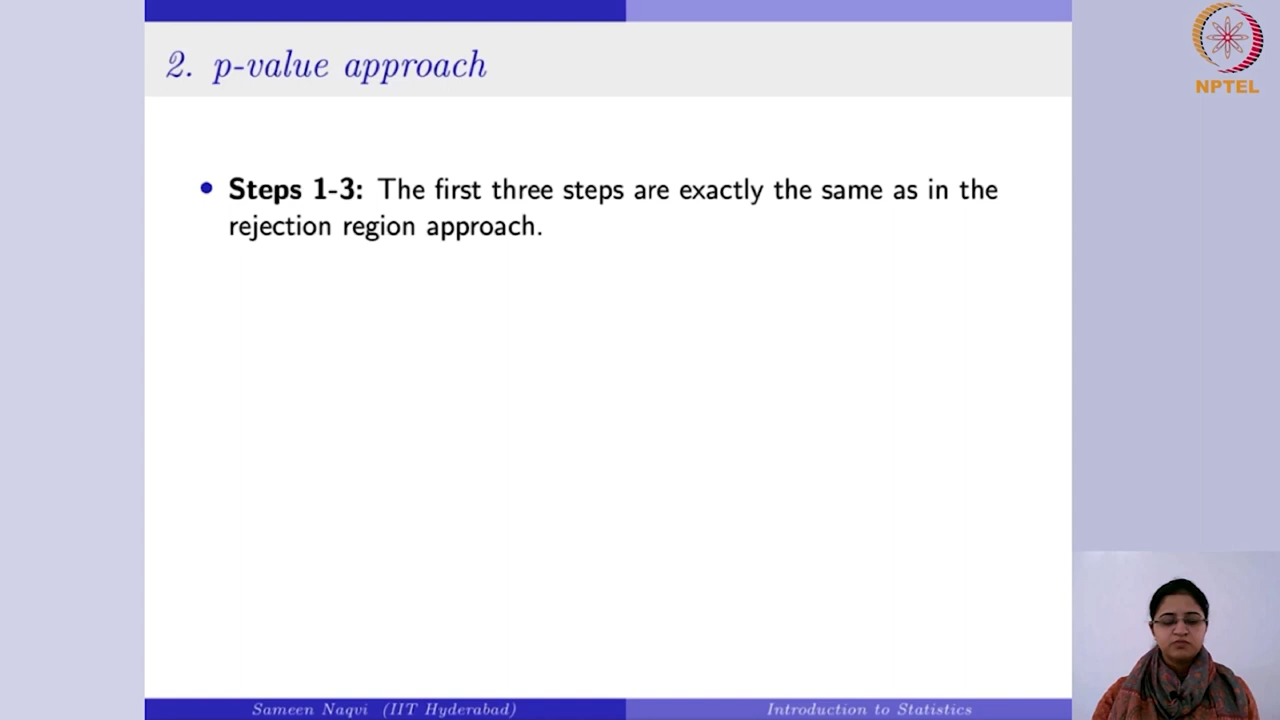 2. p-value approach
NPTEL
• Steps 1-3: The first three steps are exactly the same as in the
rejection region approach.
Sameen Naqvi (IIT Hyderabad)
Introduction to Statistics